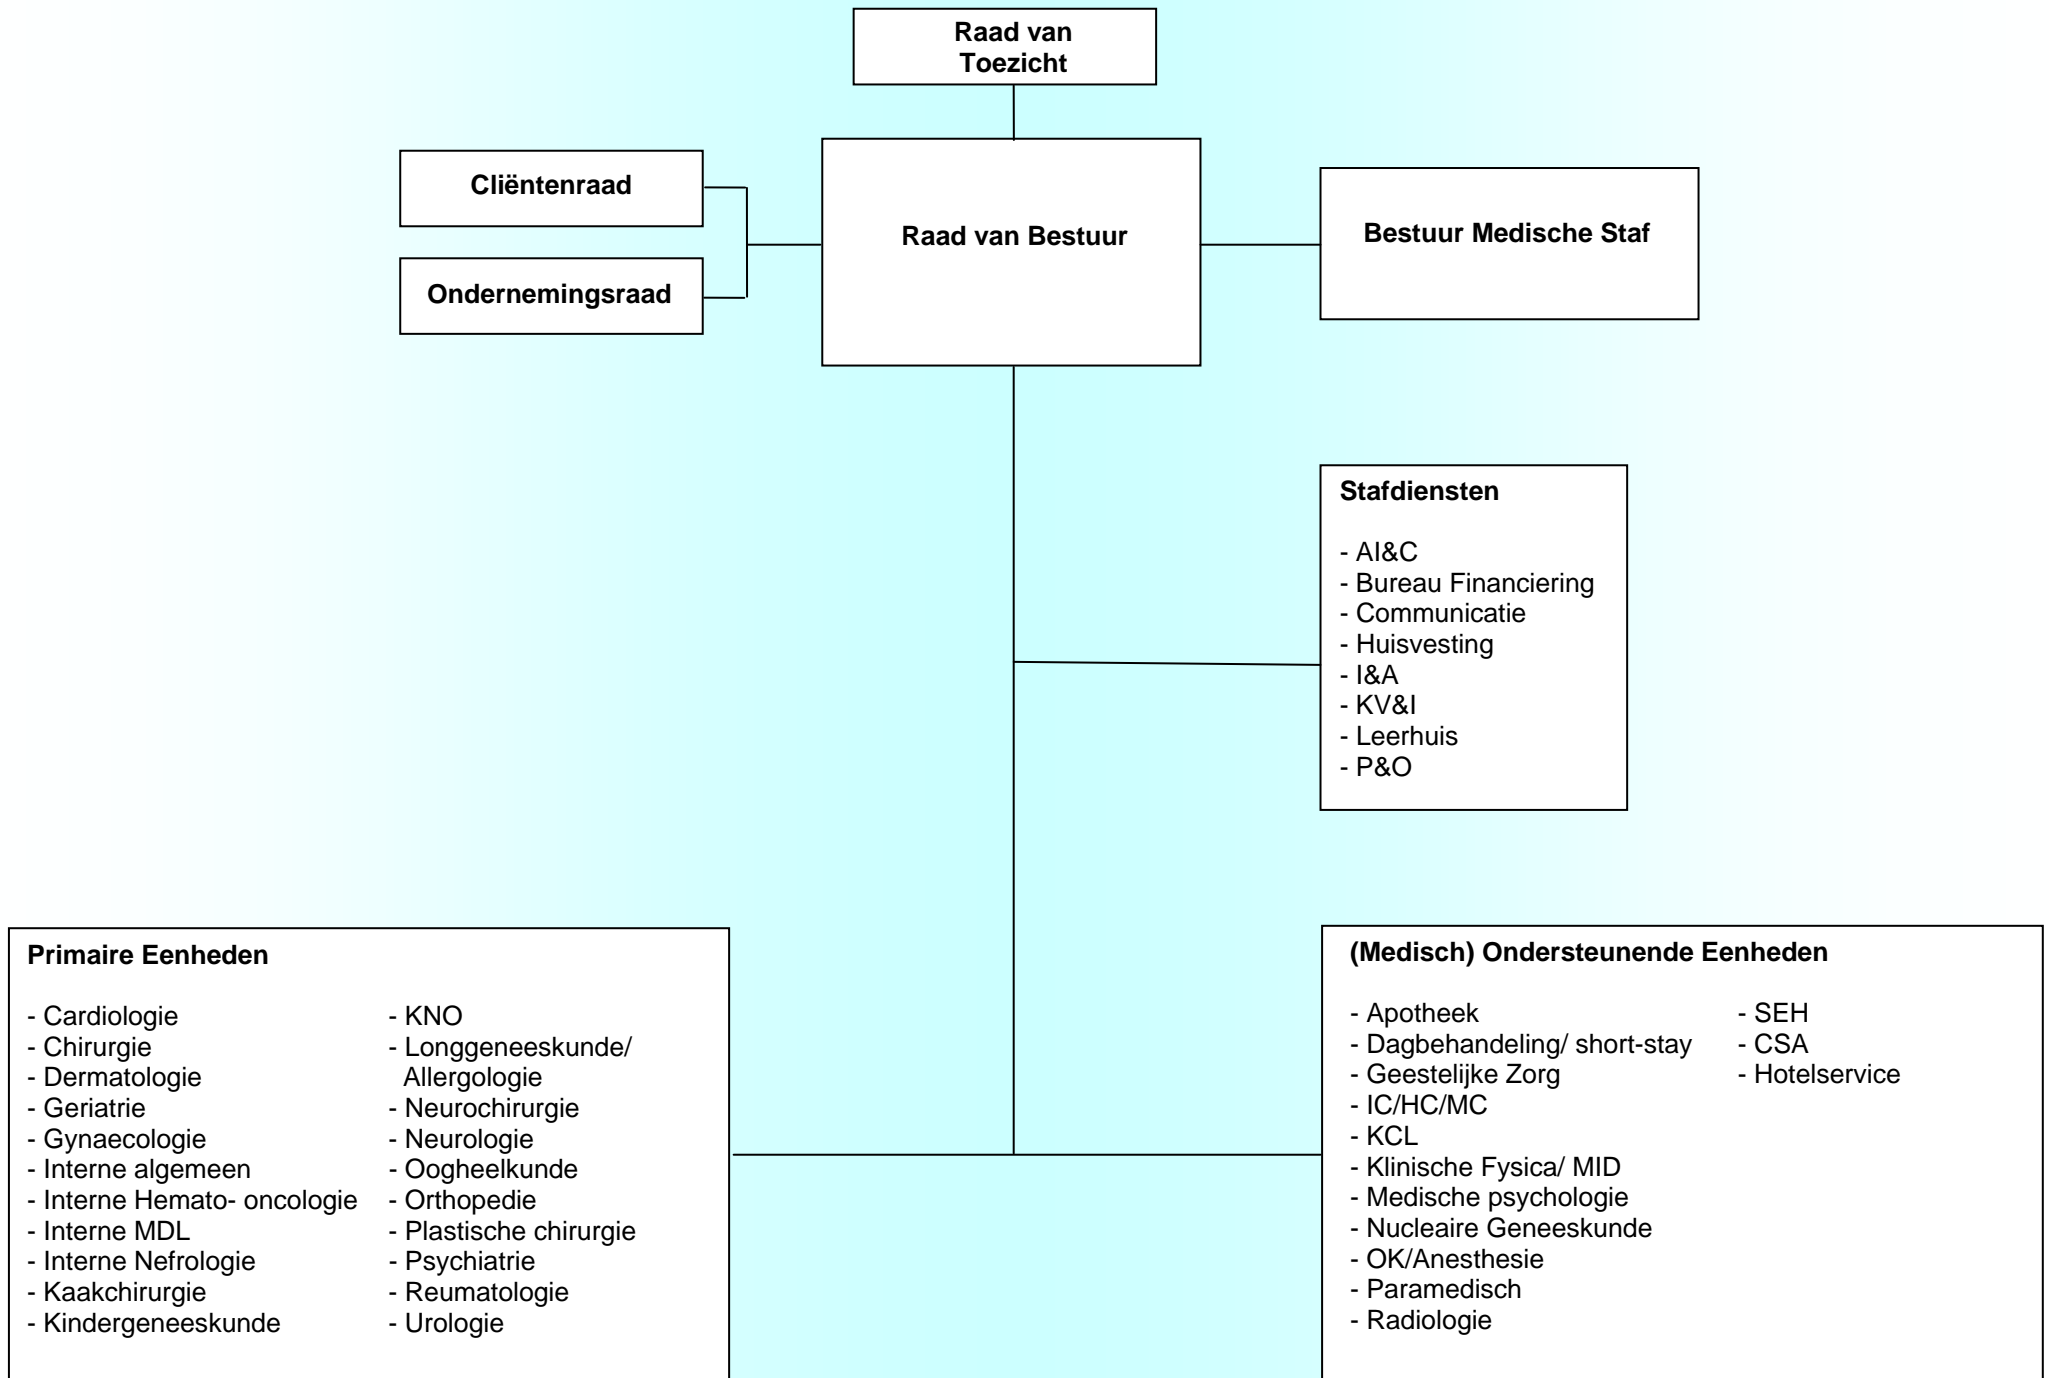 Raad van
Toezicht
Cliëntenraad
Ondernemingsraad
Raad van Bestuur
Bestuur Medische Staf
Stafdiensten
- AI&C
- Bureau Financiering
- Communicatie
- Huisvesting
- I&A
- KV&I
- Leerhuis
- P&O
Primaire Eenheden
- Cardiologie
- Chirurgie
- Dermatologie
- Geriatrie
- Gynaecologie
- Interne algemeen
- Interne Hemato- oncologie
- Interne MDL
- Interne Nefrologie
- Kaakchirurgie
- Kindergeneeskunde
- KNO
- Longgeneeskunde/
Allergologie
- Neurochirurgie
- Neurologie
- Oogheelkunde
- Orthopedie
- Plastische chirurgie
- Psychiatrie
- Reumatologie
- Urologie
(Medisch) Ondersteunende Eenheden
- Apotheek
- Dagbehandeling/ short-stay
- Geestelijke Zorg
- IC/HC/MC
- KCL
- Klinische Fysica/ MID
- Medische psychologie
- Nucleaire Geneeskunde
- OK/Anesthesie
- Paramedisch
- Radiologie
- SEH
- CSA
- Hotelservice